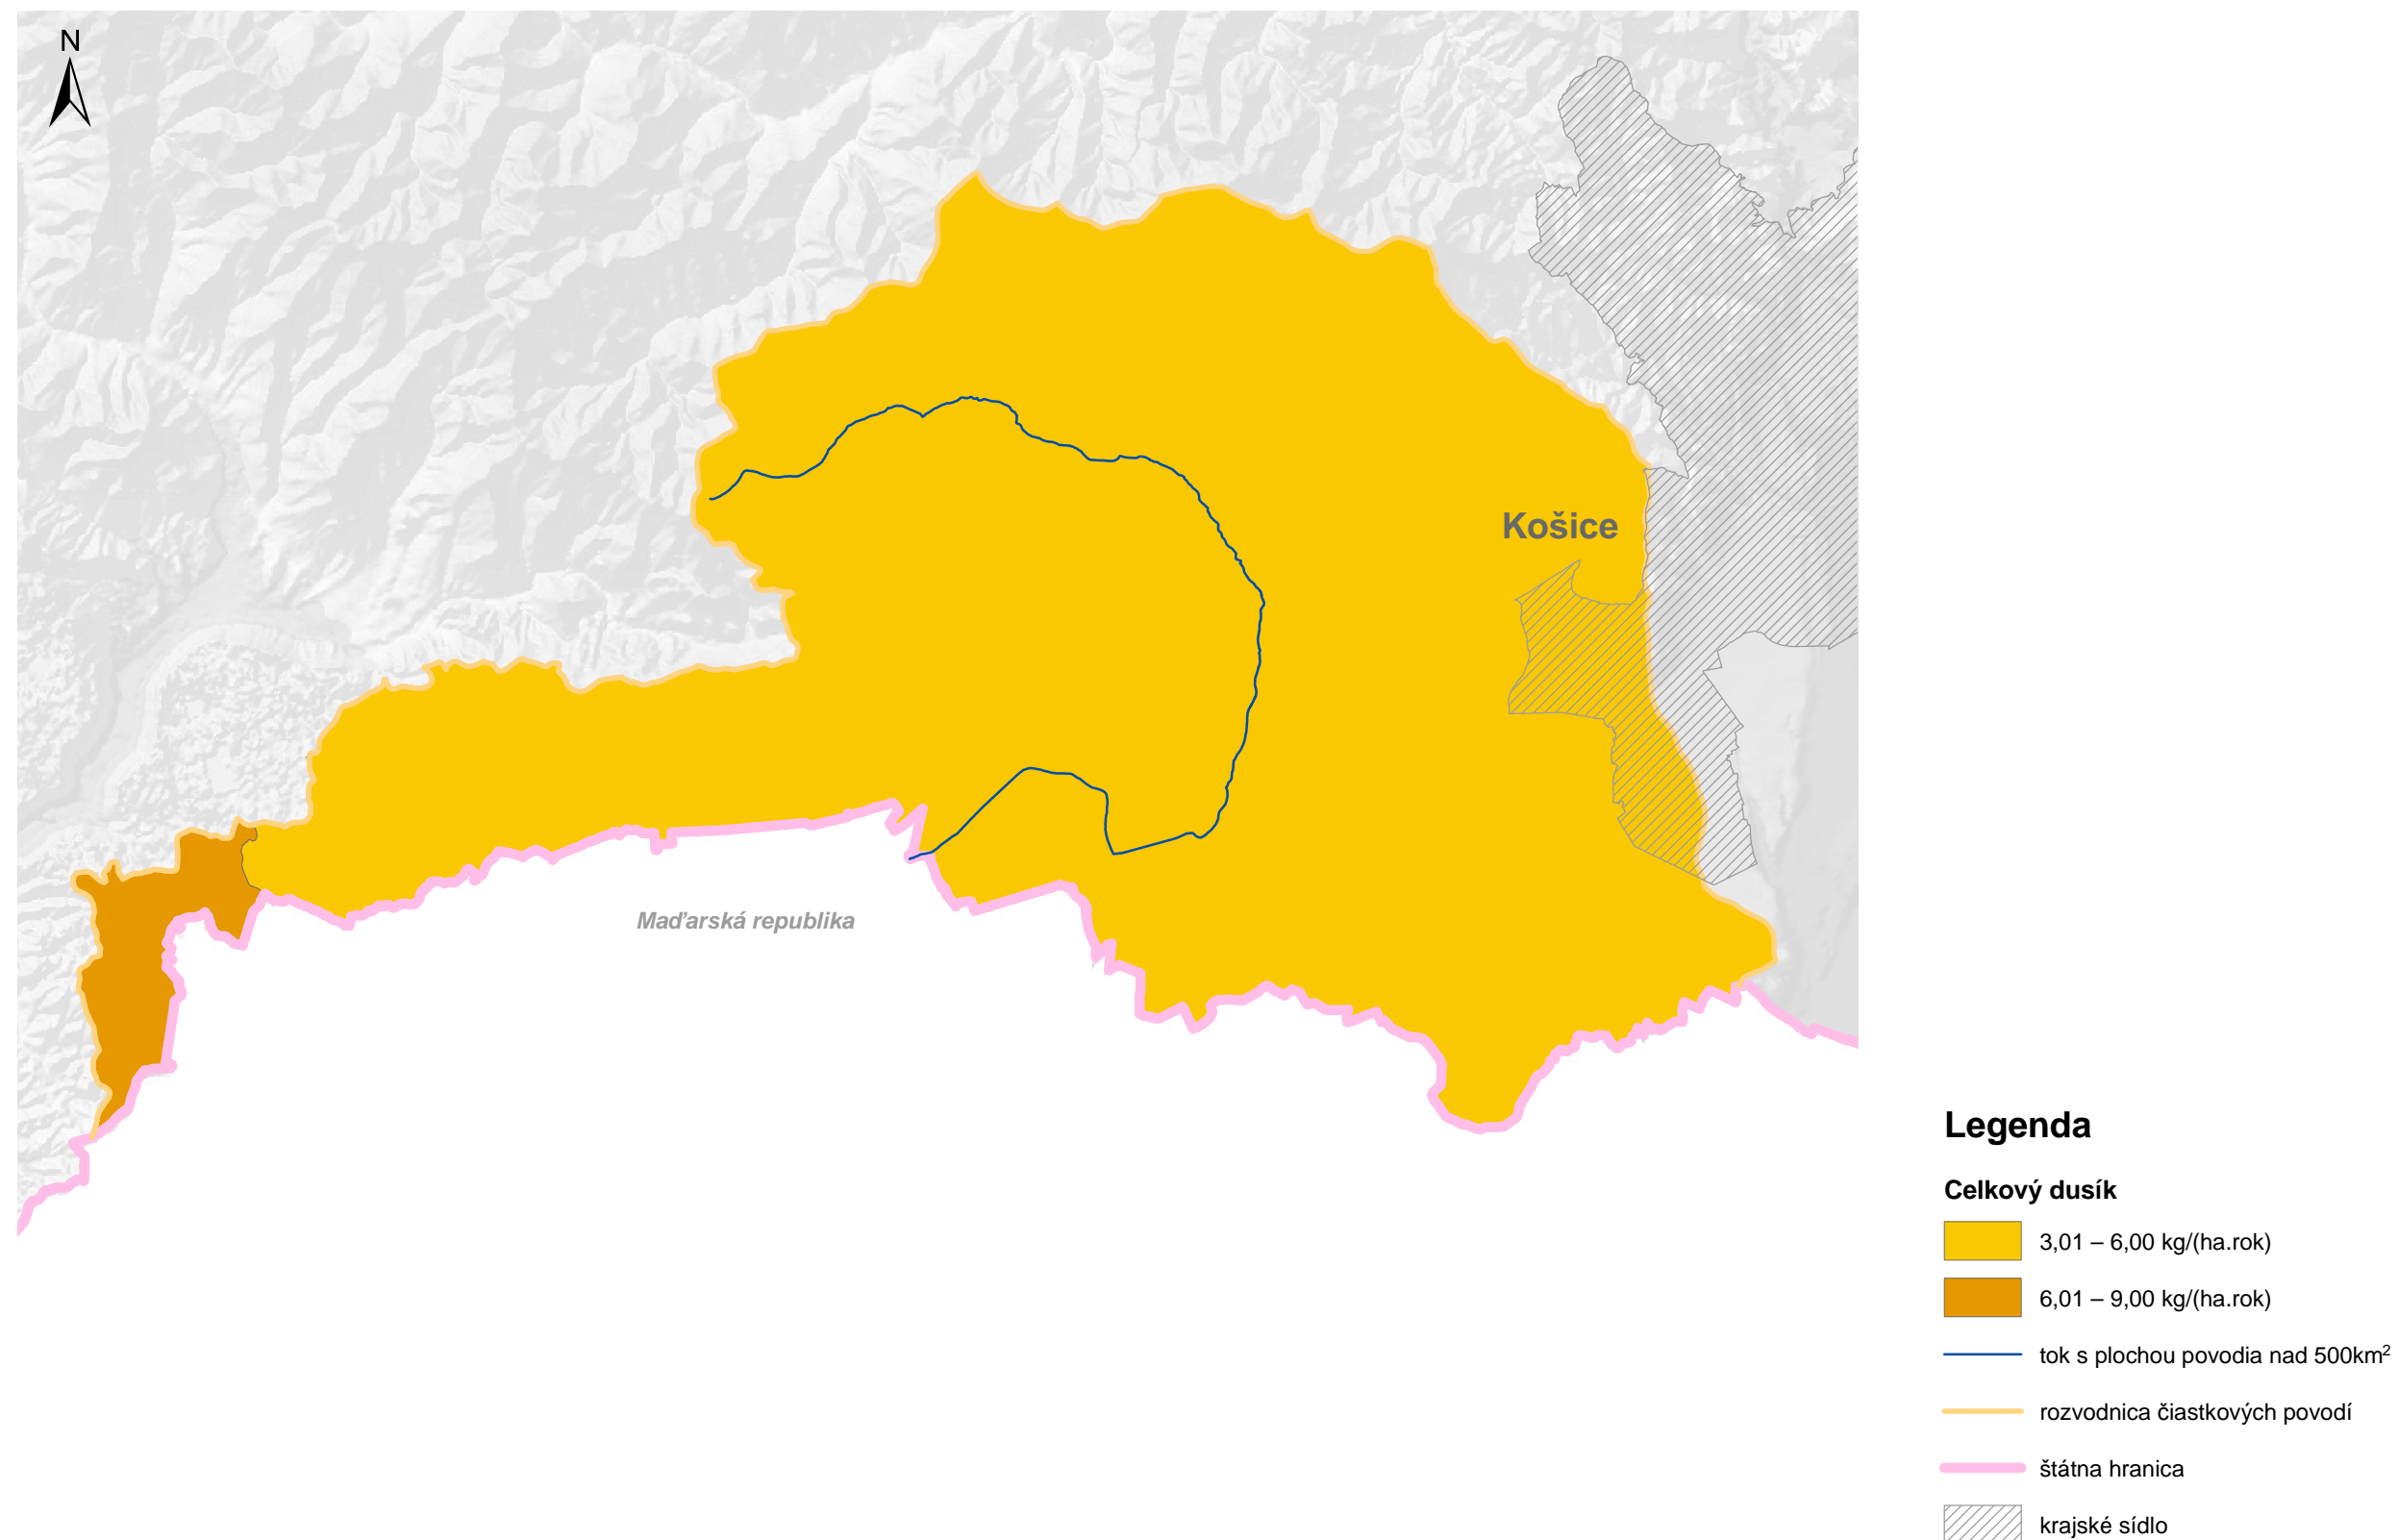 N
Košice
Maďarská republika
Legenda
Celkový dusík
3,01 – 6,00 kg/(ha.rok)
6,01 – 9,00 kg/(ha.rok)
tok s plochou povodia nad 500km²
rozvodnica čiastkových povodí
štátna hranica
krajské sídlo